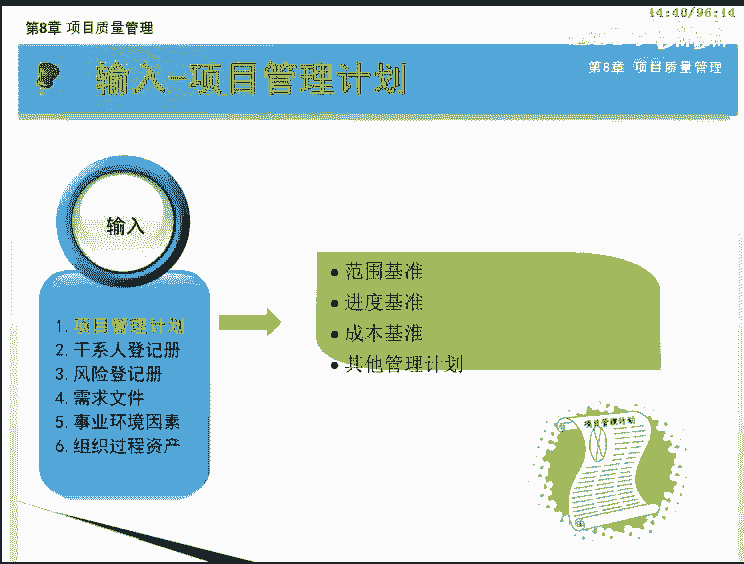 14:40/96:14
第8章 项目质量管理
第8章 项目质量管理
输入-项目管理计划
输入
1. 项目管理计划
2. 干系人登记册
3. 风险登记册
4. 需求文件
5. 事业环境因素
6. 组织过程资产
● 范围基准
● 进度基准
● 成本基准
● 其他管理计划
项目管理计划